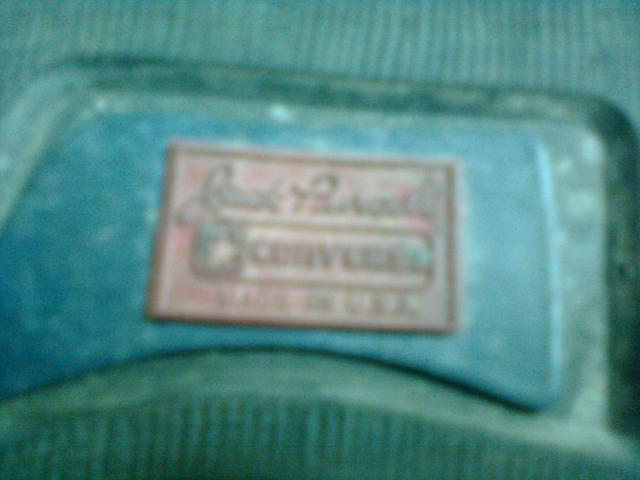 Jack Purcell
CONVERSE
MADE IN U.S.A.